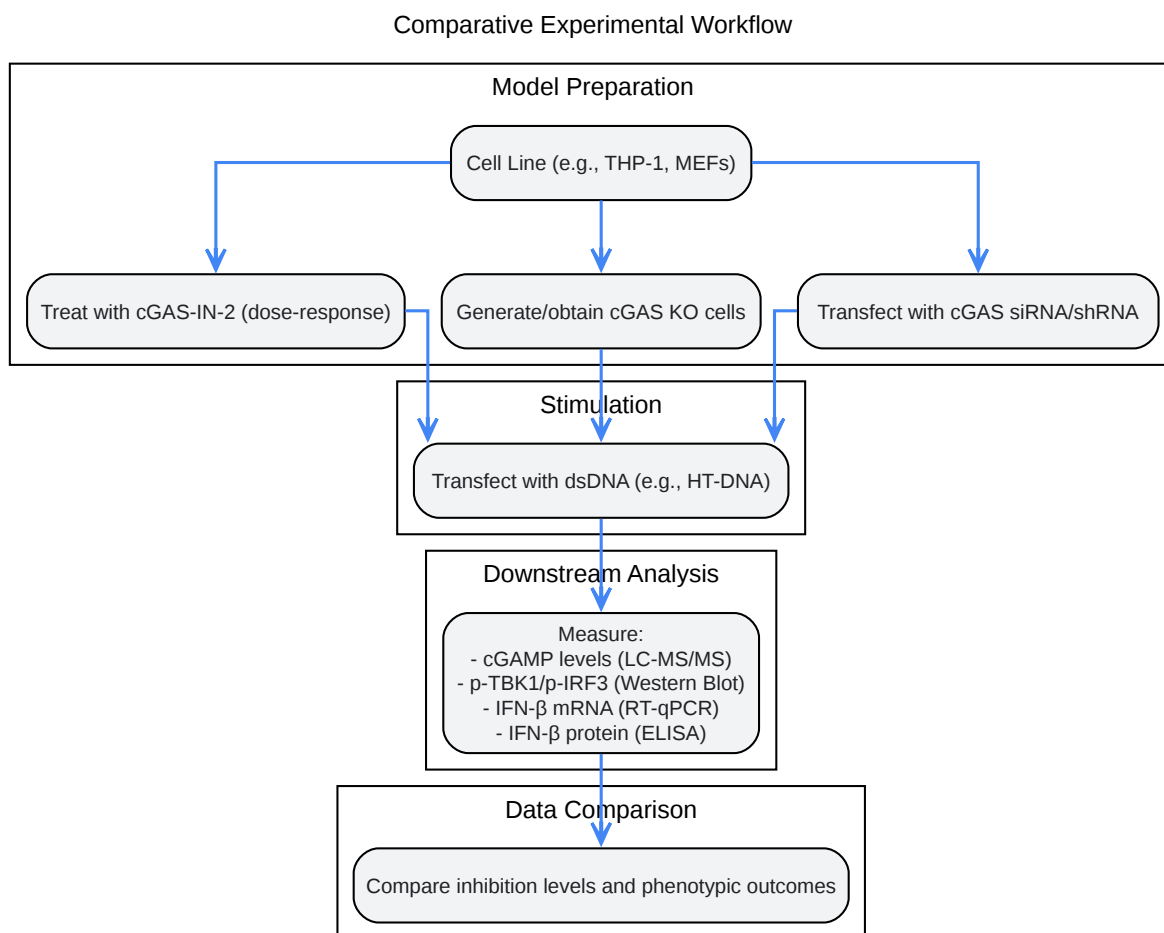 Comparative Experimental Workflow
Model Preparation
Cell Line (e.g., THP-1, MEFs)
Treat with cGAS-IN-2 (dose-response)
Generate/obtain cGAS KO cells
Transfect with cGAS siRNA/shRNA
Stimulation
Transfect with dsDNA (e.g., HT-DNA)
Downstream Analysis
Measure:
- cGAMP levels (LC-MS/MS)
- p-TBK1/p-IRF3 (Western Blot)
- IFN-β mRNA (RT-qPCR)
- IFN-β protein (ELISA)
Data Comparison
Compare inhibition levels and phenotypic outcomes